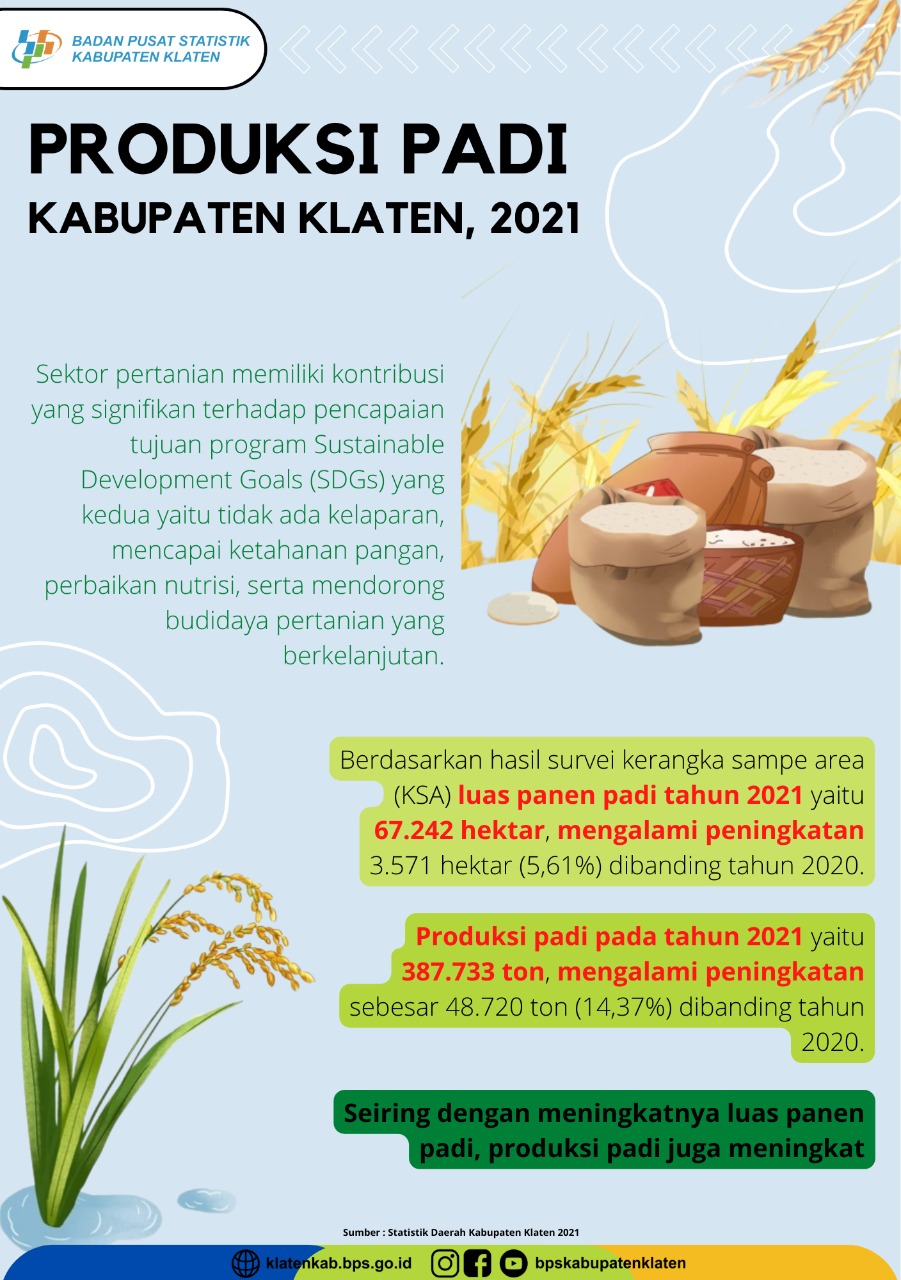 BADAN PUSAT STATISTIK
KABUPATEN KLATEN
PRODUKSI PADI
KABUPATEN KLATEN, 2021
Sektor pertanian memiliki kontribusi
yang signifikan terhadap pencapaian
tujuan program Sustainable
Development Goals (SDGs) yang
kedua yaitu tidak ada kelaparan,
mencapai ketahanan pangan,
perbaikan nutrisi, serta mendorong
budidaya pertanian yang
berkelanjutan.
Berdasarkan hasil survei kerangka sampe area
(KSA) luas panen padi tahun 2021 yaitu
67.242 hektar, mengalami peningkatan
3.571 hektar (5,61%) dibanding tahun 2020.
Produksi padi pada tahun 2021 yaitu
387.733 ton, mengalami peningkatan
sebesar 48.720 ton (14,37%) dibanding tahun
2020.
Seiring dengan meningkatnya luas panen
padi, produksi padi juga meningkat
Sumber : Statistik Daerah Kabupaten Klaten 2021
klatenkab.bps.go.id bpskabupatenklaten